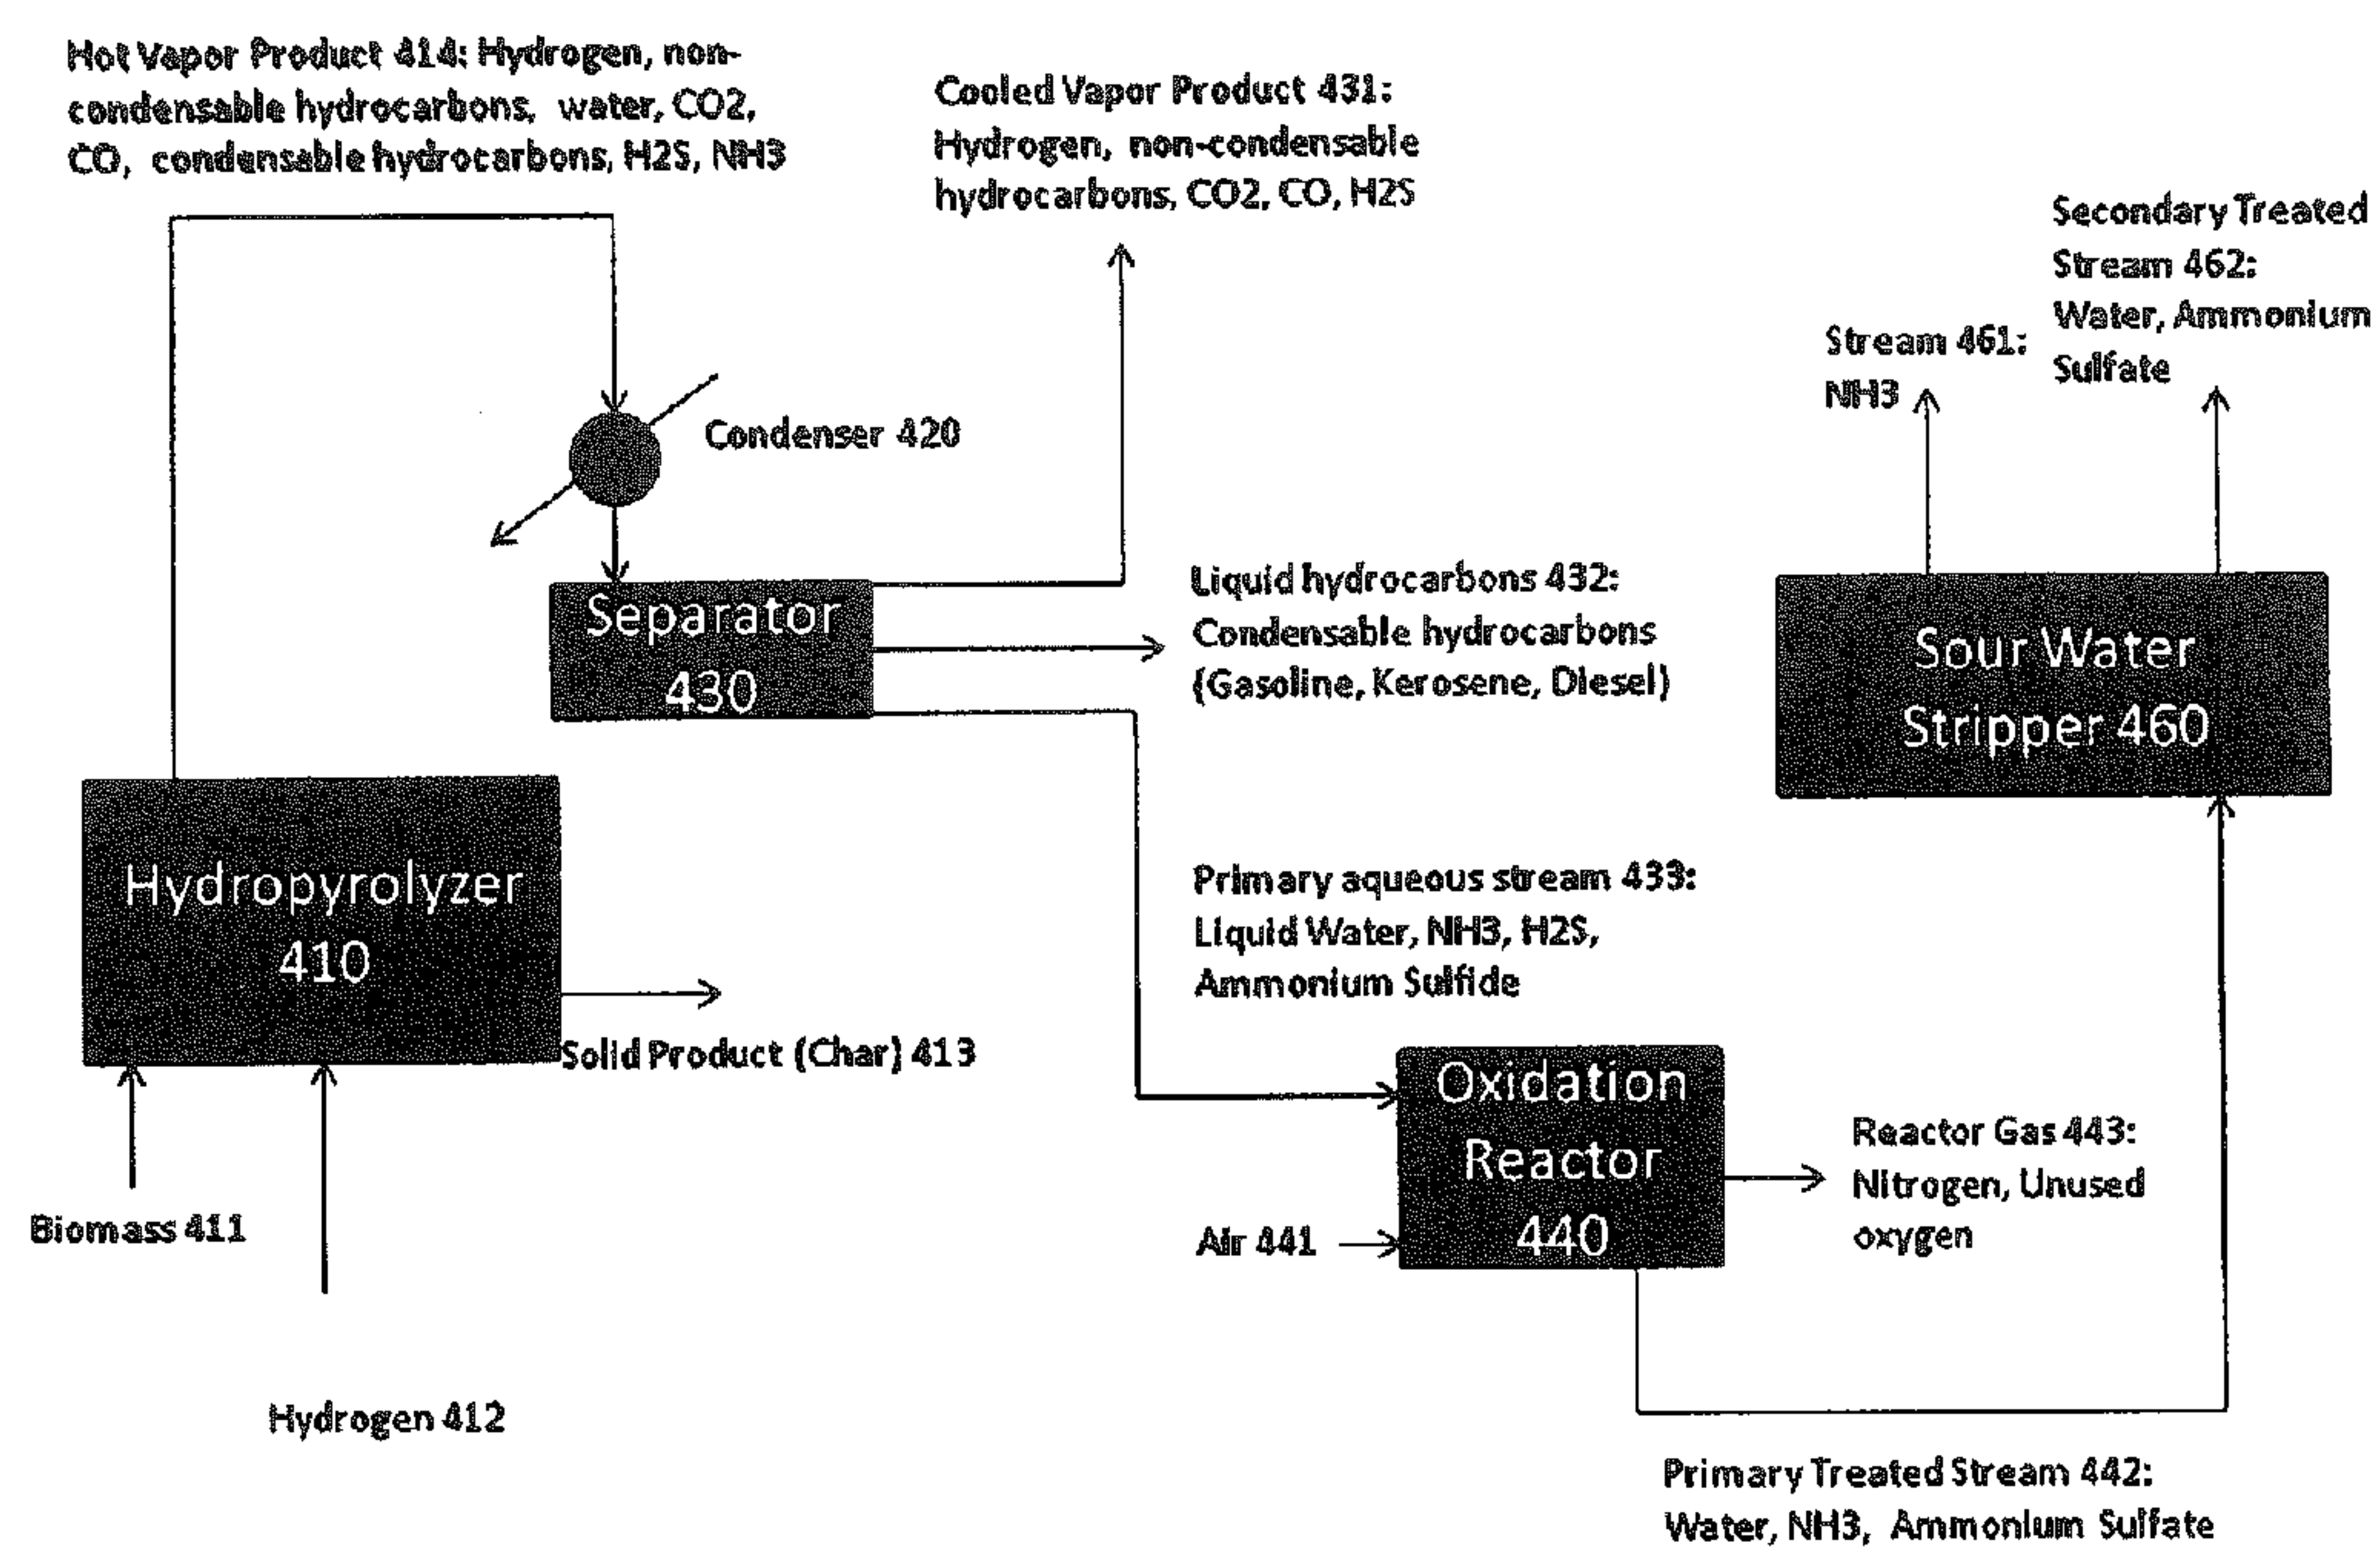 Hot Vapor Product 414: Hydrogen, non-
condensable hydrocarbons, water, CO2,
CO, condensable hydrocarbons, H2S, NH3
Cooled Vapor Product 431:
Hydrogen, non-condensable
hydrocarbons, CO2, CO, H2S
Secondary Treated
Stream 462:
Water, Ammonium
Sulfate
Stream 461:
NH3
Condenser 420
Separator
430
Liquid hydrocarbons 432:
Condensable hydrocarbons
(Gasoline, Kerosene, Diesel)
Sour Water
Stripper 460
Hydropyrolyzer
410
Primary aqueous stream 433:
Liquid Water, NH3, H2S,
Ammonium Sulfide
Solid Product (Char) 413
Oxidation
Reactor
440
Reactor Gas 443:
Nitrogen, Unused
oxygen
Biomass 411
Air 441
Hydrogen 412
Primary Treated Stream 442:
Water, NH3, Ammonium Sulfate